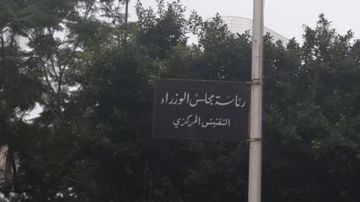 رئاسة مجلس الوزراء
التفتيش المركزي